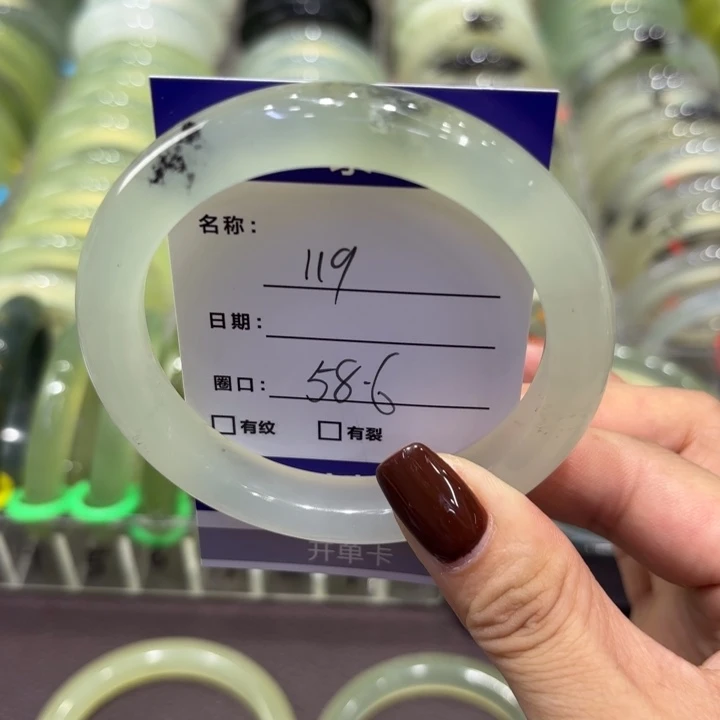 名称: 119
日期:
圈口: 58.6
□有纹 □有裂
开单卡